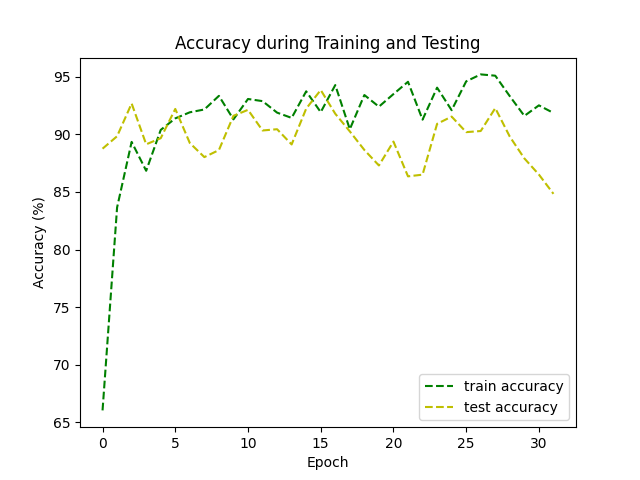 Accuracy during Training and Testing
Accuracy (%)
95
90
85
80
75
70
65
train accuracy
test accuracy
0 5 10 15 20 25 30
Epoch